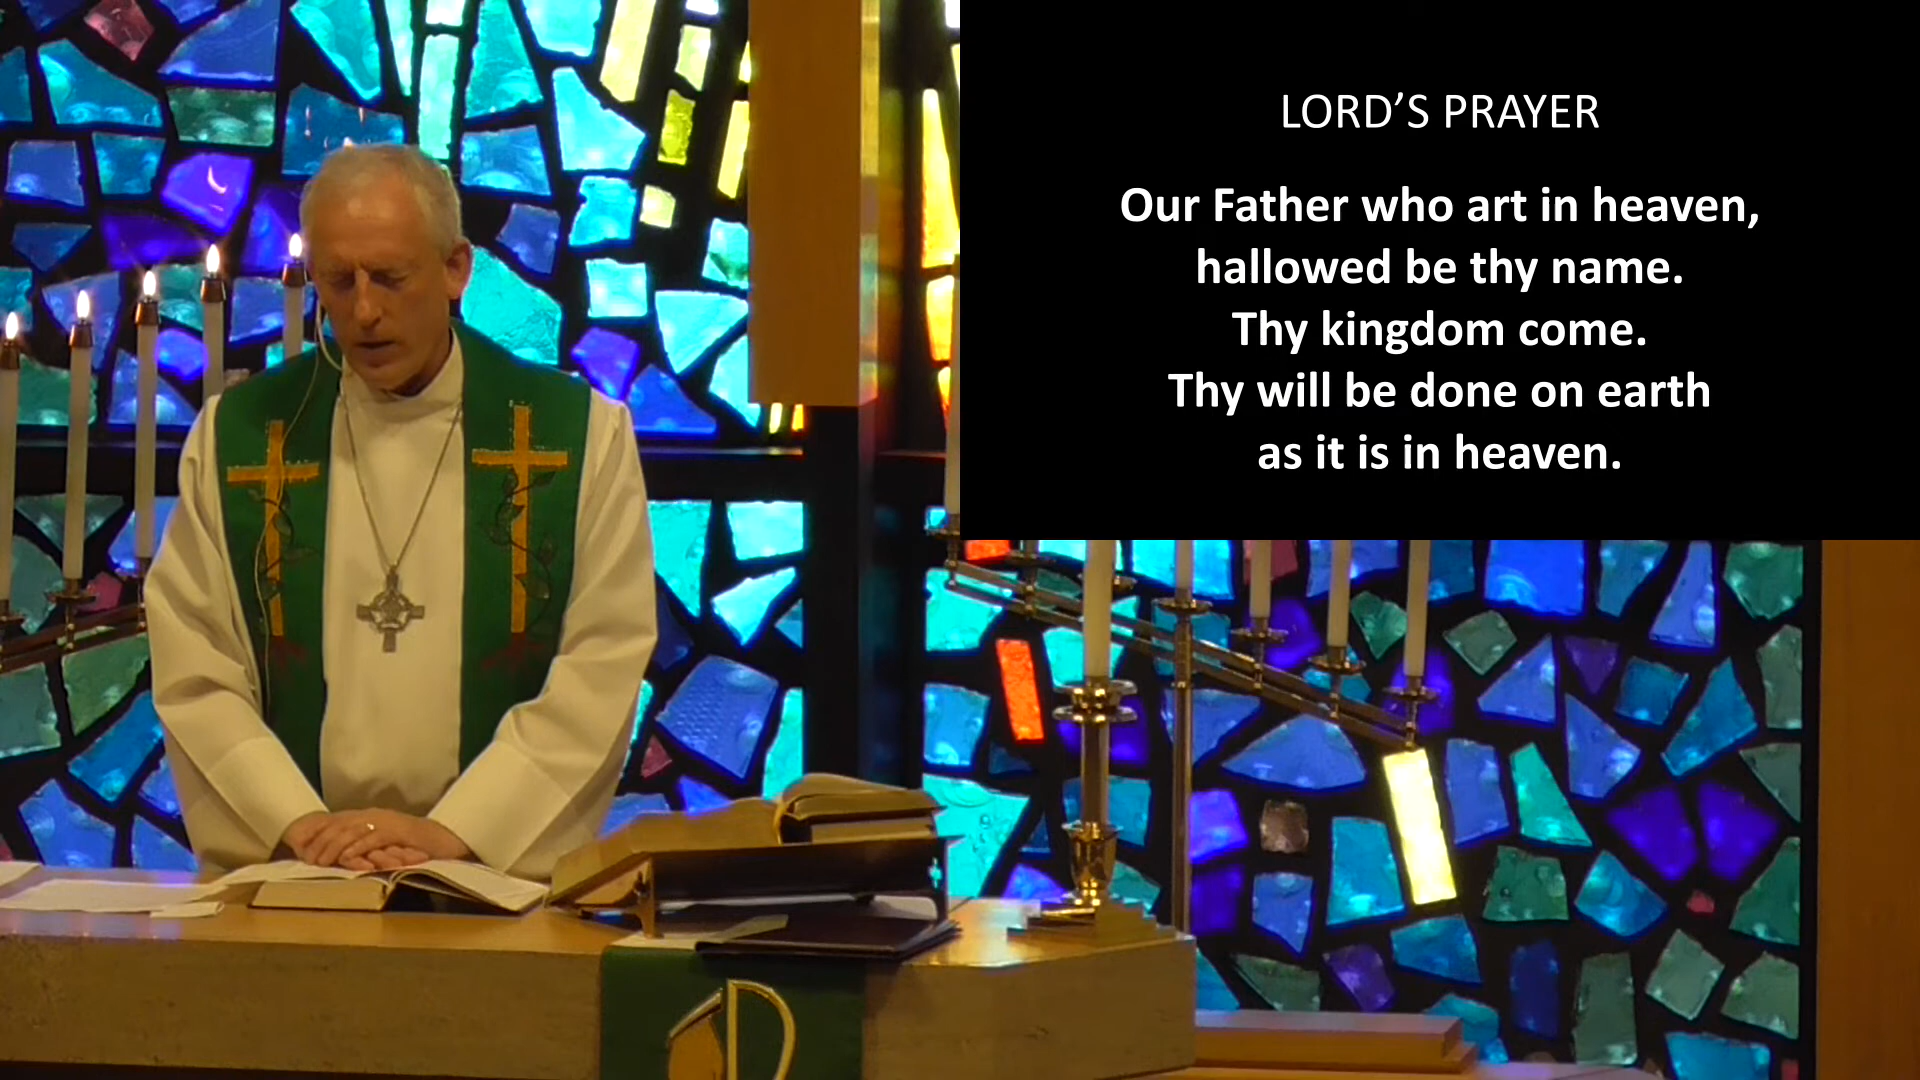 LORD’S PRAYER
Our Father who art in heaven,
hallowed be thy name.
Thy kingdom come.
Thy will be done on earth
as it is in heaven.